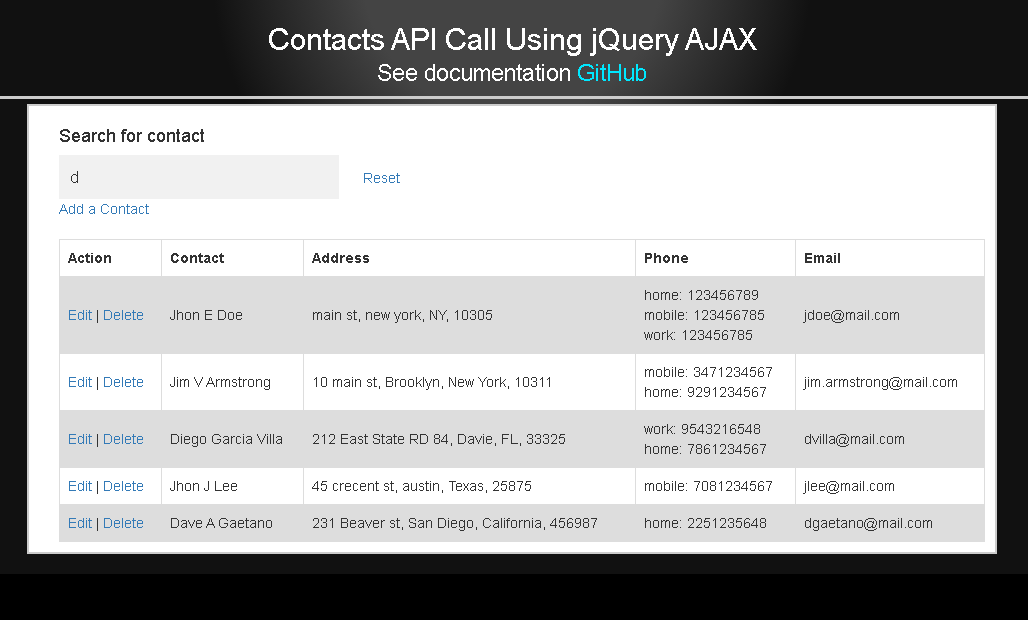 Contacts API Call Using jQuery AJAX
See documentation GitHub
Search for contact
d Reset
Add a Contact
Action Contact Address Phone Email
home: 123456789
Edit | Delete Jhon E Doe main st, new york, NY, 10305 mobile: 123456785 jdoe@mail.com
work: 123456785
mobile: 3471234567
Edit | Delete Jim V Armstrong 10 main st, Brooklyn, New York, 10311 jim.armstrong@mail.com
home: 9291234567
work: 9543216548
Edit | Delete Diego Garcia Villa 212 East State RD 84, Davie, FL, 33325 dvilla@mail.com
home: 7861234567
Edit | Delete Jhon J Lee 45 crecent st, austin, Texas, 25875 mobile: 7081234567 jlee@mail.com
Edit | Delete Dave A Gaetano 231 Beaver st, San Diego, California, 456987 home: 2251235648 dgaetano@mail.com